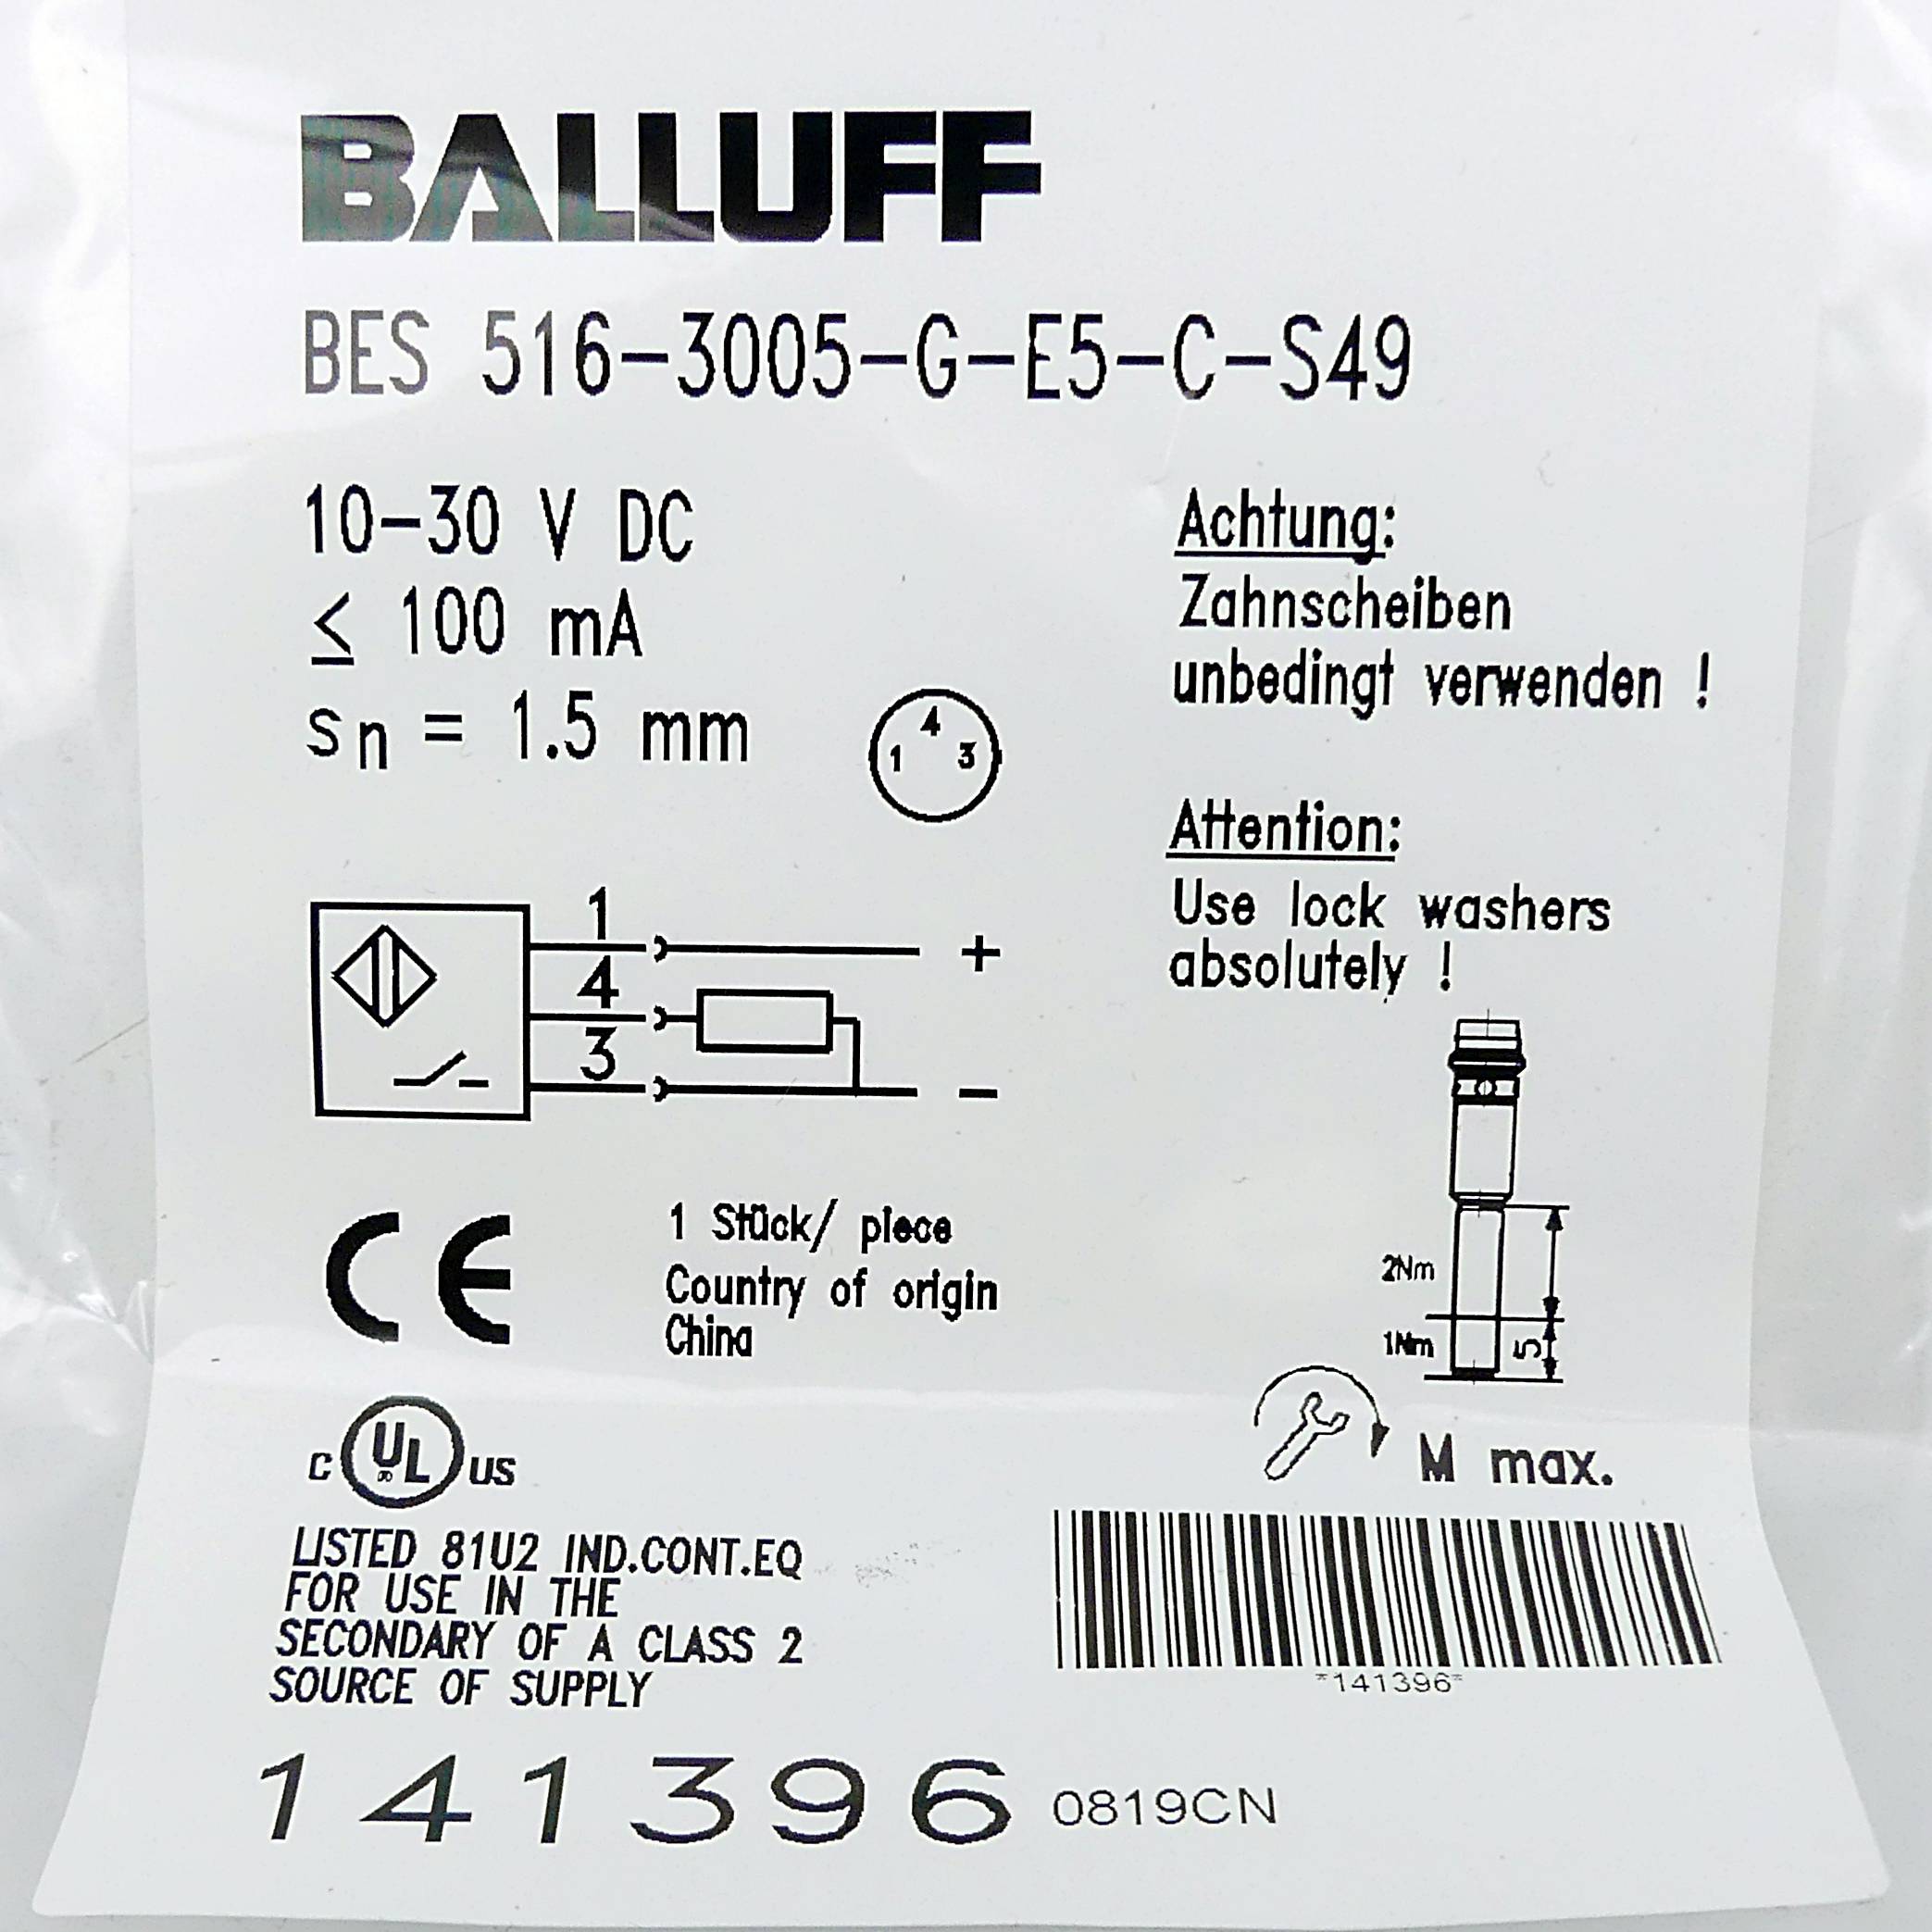 BALLUFF
BES 516-3005-G-E5-C-S49
10-30 V DC
≤ 100 mA
sn = 1.5 mm
4
1 3
Achtung:
Zahnscheiben
unbedingt verwenden !
Attention:
Use lock washers
absolutely !
1
+
4
3
-
2Nm
1Nm
5
M max.
CE
1 Stück/ piece
Country of origin
China
C UL US
LISTED 81U2 IND.CONT.EQ
FOR USE IN THE
SECONDARY OF A CLASS 2
SOURCE OF SUPPLY
*141396*
141396 0819CN